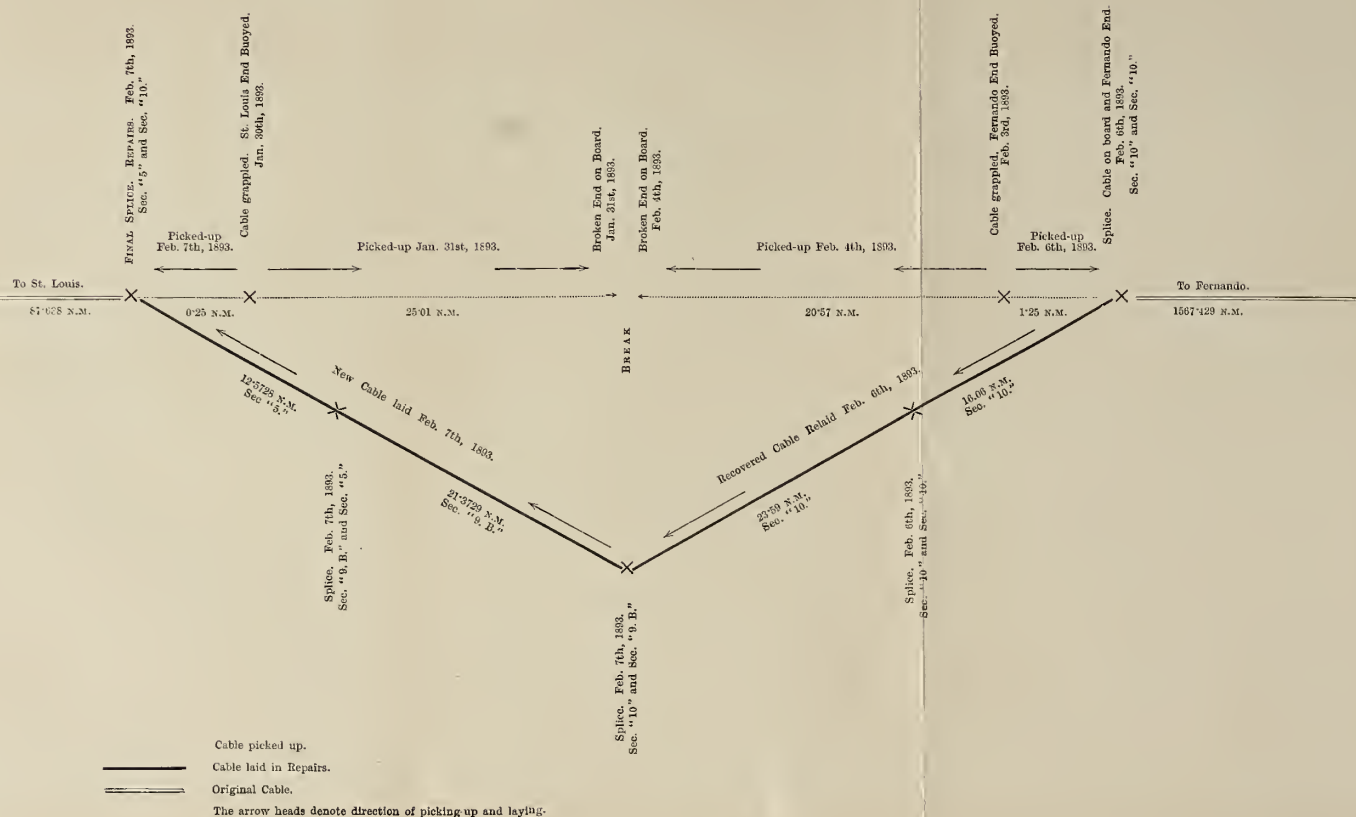 FINAL SPLICE. REPAIRS. Feb. 7th, 1893.
Sec. "5" and Sec. "10."
Cable grappled. St. Louis End Buoyed.
Jan. 30th, 1893.
Broken End on Board.
Jan. 31st, 1893.
Broken End on Board.
Feb. 4th, 1893.
Cable grappled. Fernando End Buoyed.
Feb. 3rd, 1893.
Splice. Cable on board and Fernando End.
Feb. 6th, 1893.
Sec. "10" and Sec. "10."
Picked-up
Feb. 7th, 1893.
Picked-up Jan. 31st, 1893.
Picked-up Feb. 4th, 1893.
Picked-up
Feb. 6th, 1893.
To St. Louis.
To Fernando.
N.M.
0·25 N.M.
25·01 N.M.
20·57 N.M.
1·25 N.M.
1567·429 N.M.
BREAK
New Cable laid Feb. 7th, 1893.
Recovered Cable Relaid Feb. 6th, 1893.
12·5728 N.M.
Sec "5."
16.06 N.M.
Sec. "10."
21·3729 N.M.
Sec. "9. B."
23·59 N.M.
Sec. "10."
Splice. Feb. 7th, 1893.
Sec. "9. B." and Sec. "5."
Splice. Feb. 6th, 1893.
Sec. "10" and Sec. "10."
Splice. Feb. 7th, 1893.
Sec. "10" and Sec. "9. B."
Cable picked up.
Cable laid in Repairs.
Original Cable.
The arrow heads denote direction of picking-up and laying-